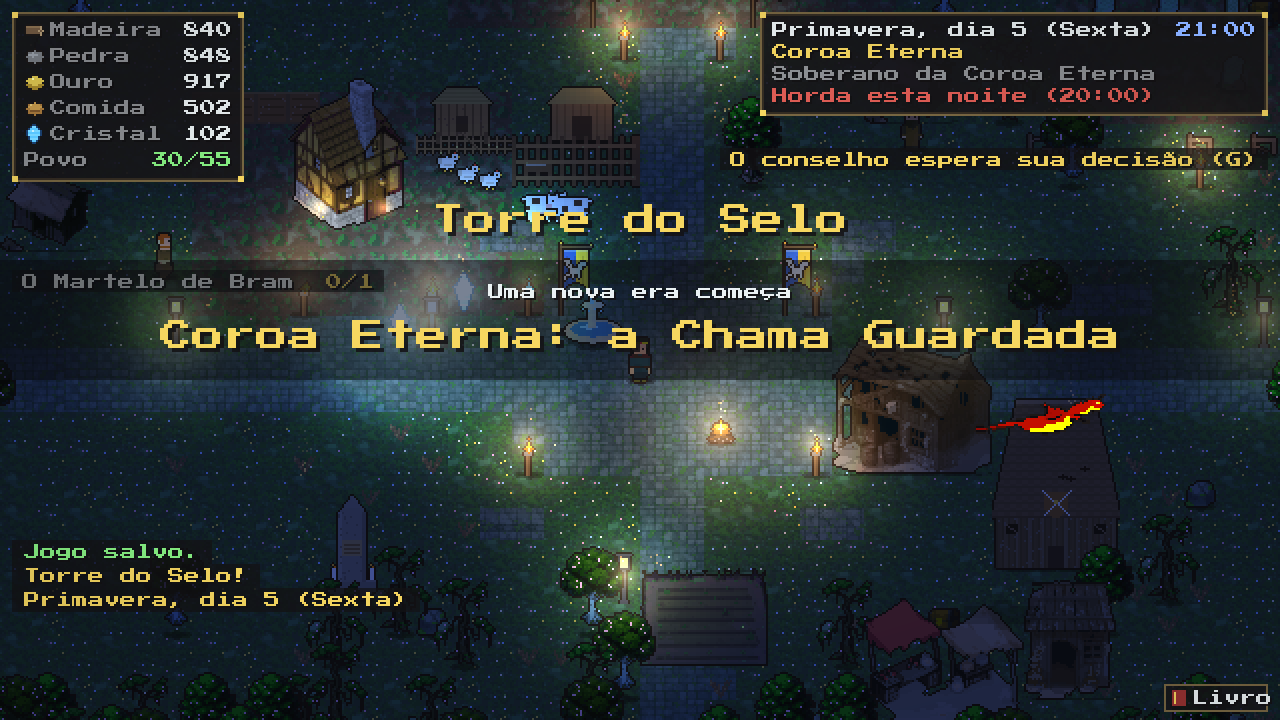 Madeira 840
Pedra 848
Ouro 917
Comida 502
Cristal 102
Povo 30/55
Primavera, dia 5 (Sexta) 21:00
Coroa Eterna
Soberano da Coroa Eterna
Horda esta noite (20:00)
O conselho espera sua decisão (G)
Torre do Selo
O Martelo de Bram 0/1
Uma nova era começa
Coroa Eterna: a Chama Guardada
Jogo salvo.
Torre do Selo!
Primavera, dia 5 (Sexta)
Livro